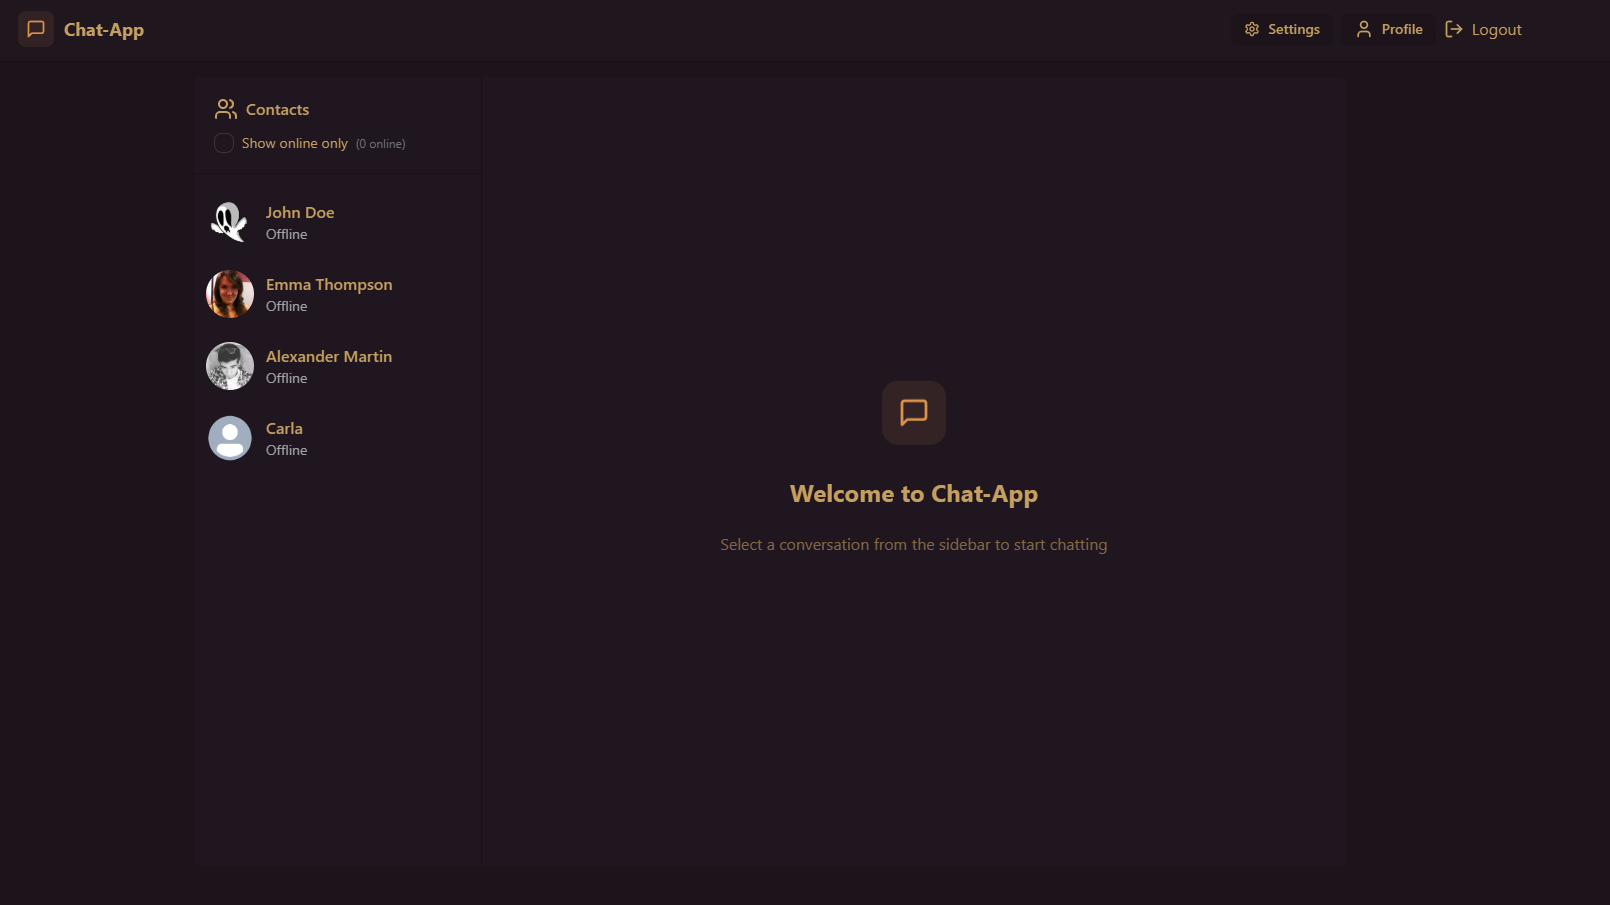 Chat-App
Settings
Profile
Logout
Contacts
Show online only (0 online)
John Doe
Offline
Emma Thompson
Offline
Alexander Martin
Offline
Carla
Offline
Welcome to Chat-App
Select a conversation from the sidebar to start chatting